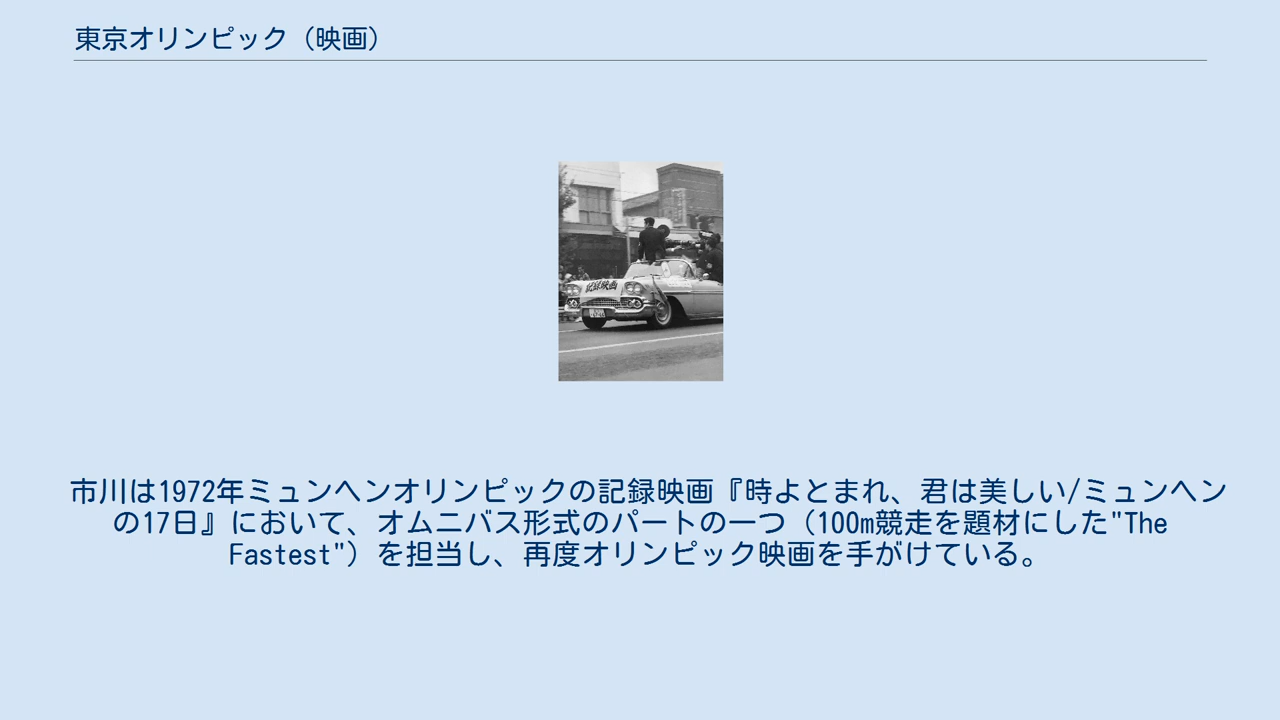 東京オリンピック（映画）
記録映画
市川は1972年ミュンヘンオリンピックの記録映画『時よとまれ、君は美しい/ミュンヘン
の17日』において、オムニバス形式のパートの一つ（100m競走を題材にした"The
Fastest"）を担当し、再度オリンピック映画を手がけている。